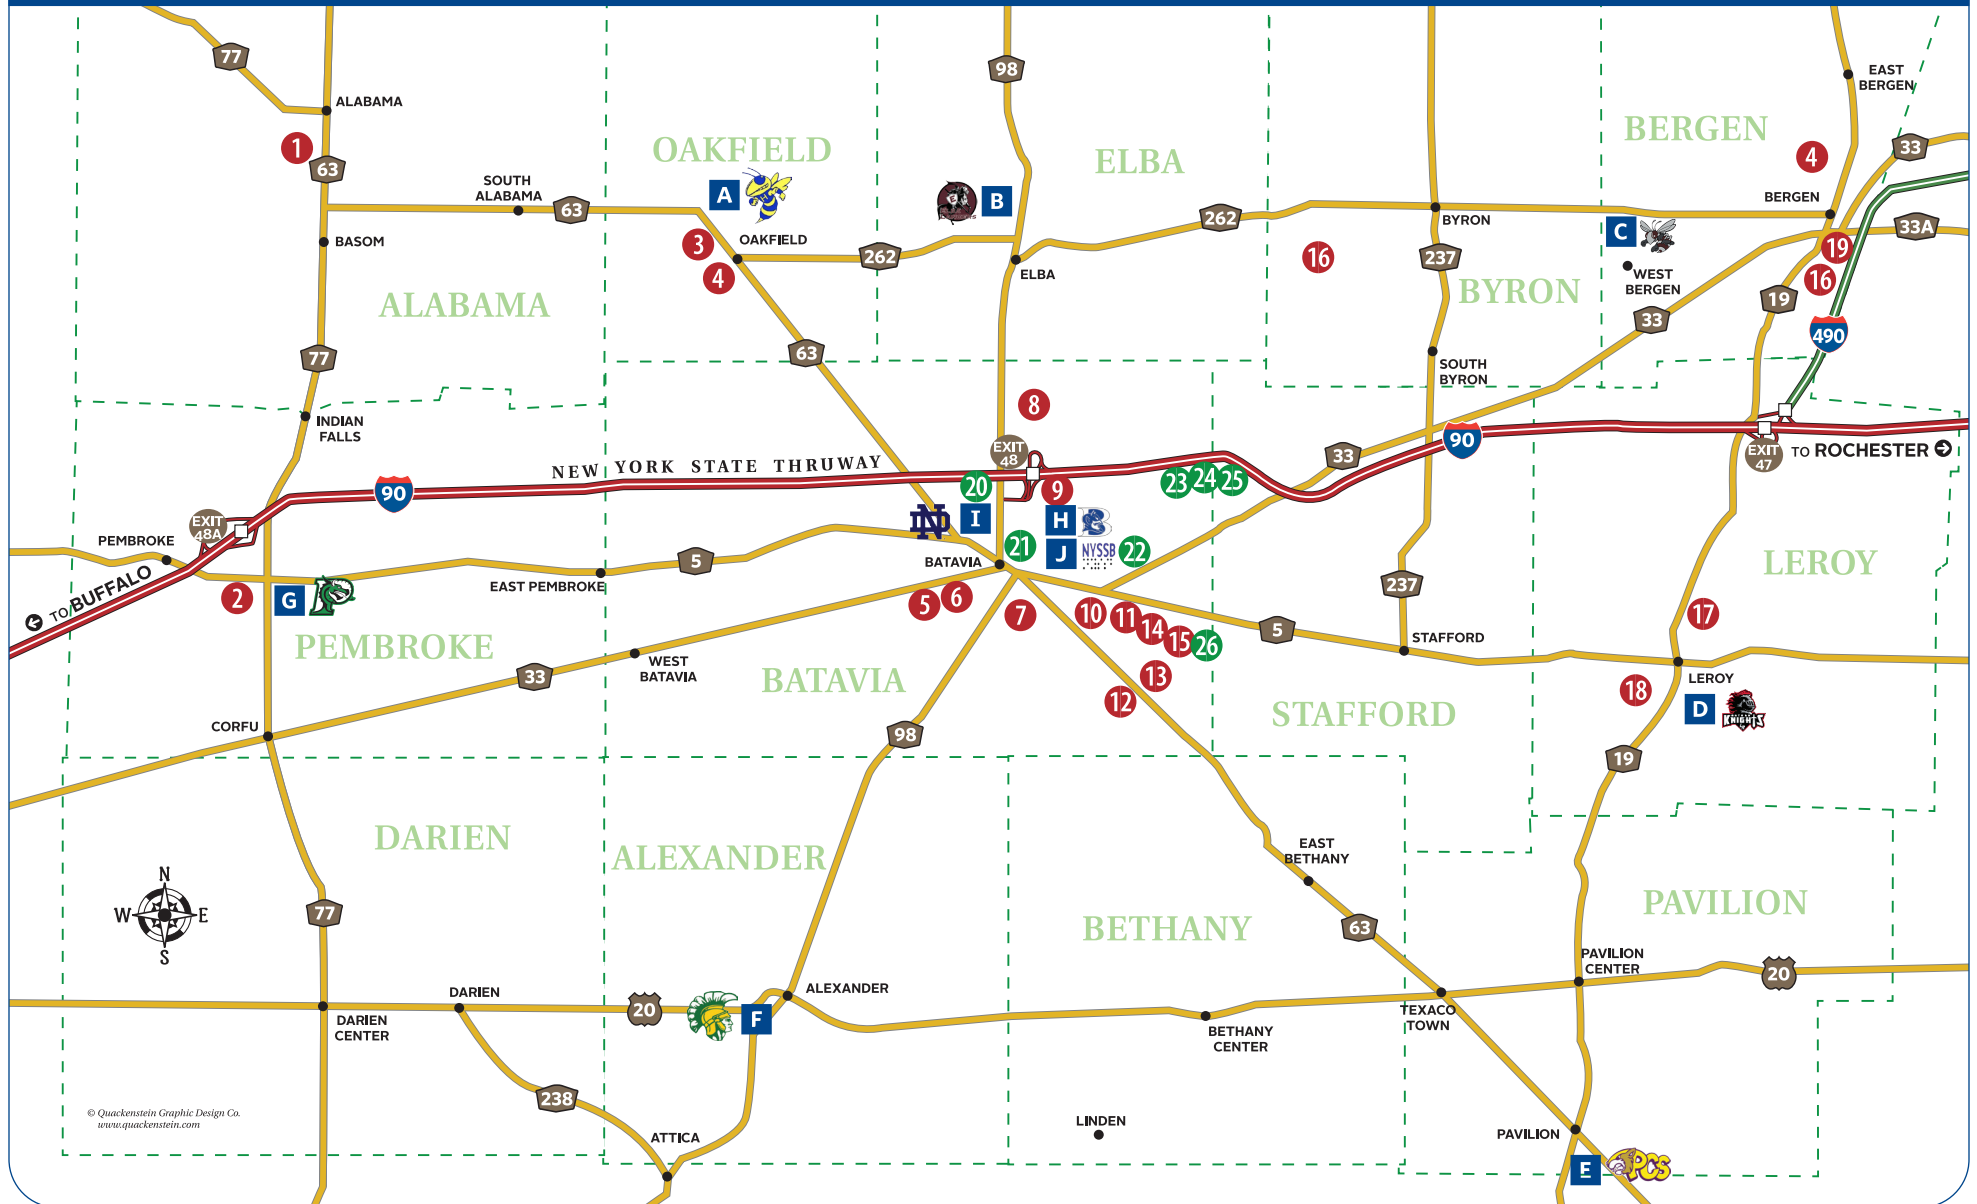 77
98
ALABAMA
EAST
BERGEN
1
63
OAKFIELD
ELBA
BERGEN
4
33
SOUTH
ALABAMA
63
A
B
262
BYRON
BERGEN
33A
BASOM
3
OAKFIELD
4
262
ELBA
16
237
C
WEST
BERGEN
19
16
ALABAMA
BYRON
19
33
490
77
63
SOUTH
BYRON
INDIAN
FALLS
8
NEW YORK STATE THRUWAY
EXIT
48
90
33
90
EXIT
47
TO ROCHESTER
90
20
9
23
24
25
EXIT
48A
N
D
I
H
B
J
NYSSB
21
22
PEMBROKE
TO BUFFALO
2
G
P
EAST PEMBROKE
5
BATAVIA
5
6
7
10
11
14
15
26
13
12
5
237
STAFFORD
LEROY
17
LEROY
18
D
KNIGHTS
PEMBROKE
33
WEST
BATAVIA
BATAVIA
STAFFORD
CORFU
98
19
DARIEN
ALEXANDER
EAST
BETHANY
N
W
E
S
77
BETHANY
63
PAVILION
PAVILION
CENTER
20
DARIEN
DARIEN
CENTER
20
F
ALEXANDER
BETHANY
CENTER
TEXACO
TOWN
238
© Quackenstein Graphic Design Co.
www.quackenstein.com
ATTICA
LINDEN
PAVILION
E
PCS